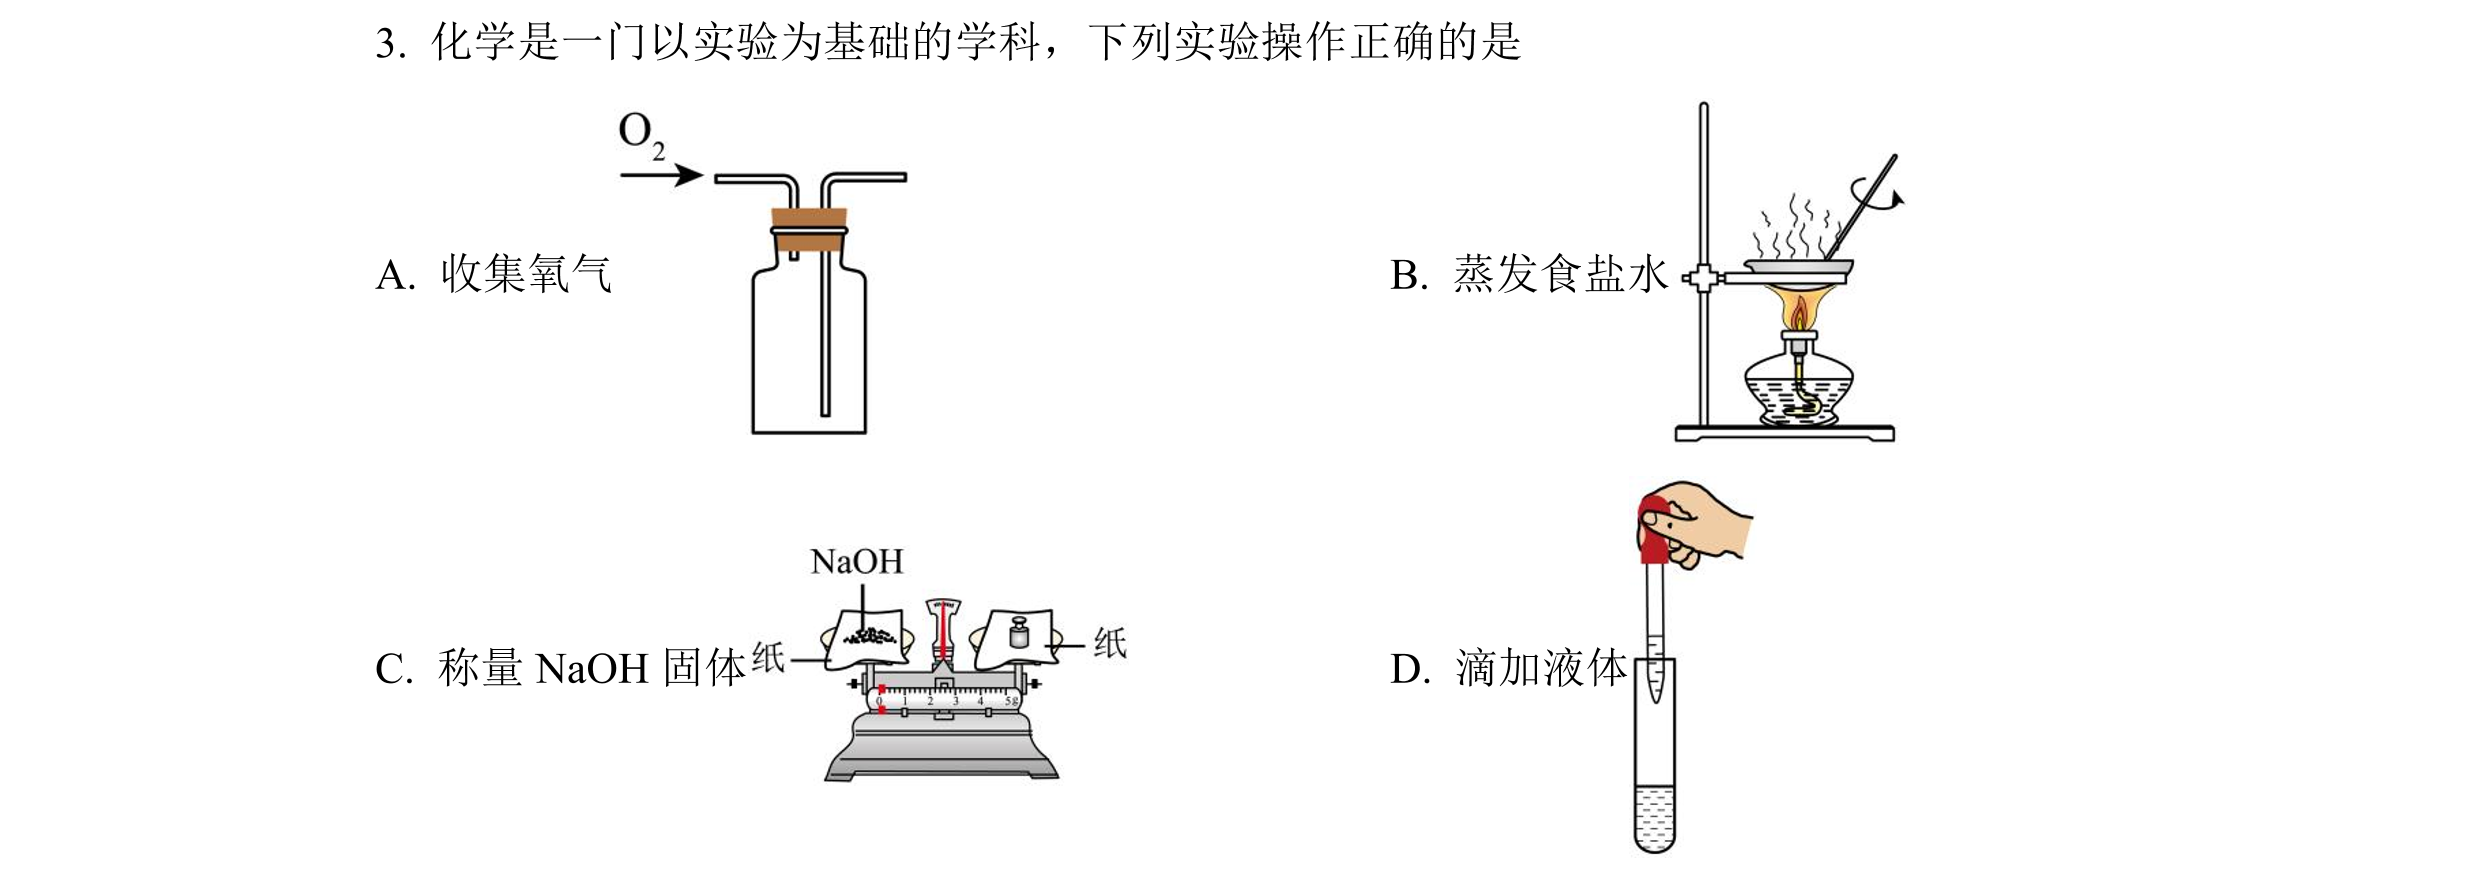 3. 化学是一门以实验为基础的学科，下列实验操作正确的是
O₂
A. 收集氧气
B. 蒸发食盐水
NaOH
C. 称量 NaOH 固体
纸
纸
0 1 2 3 4 5g
D. 滴加液体